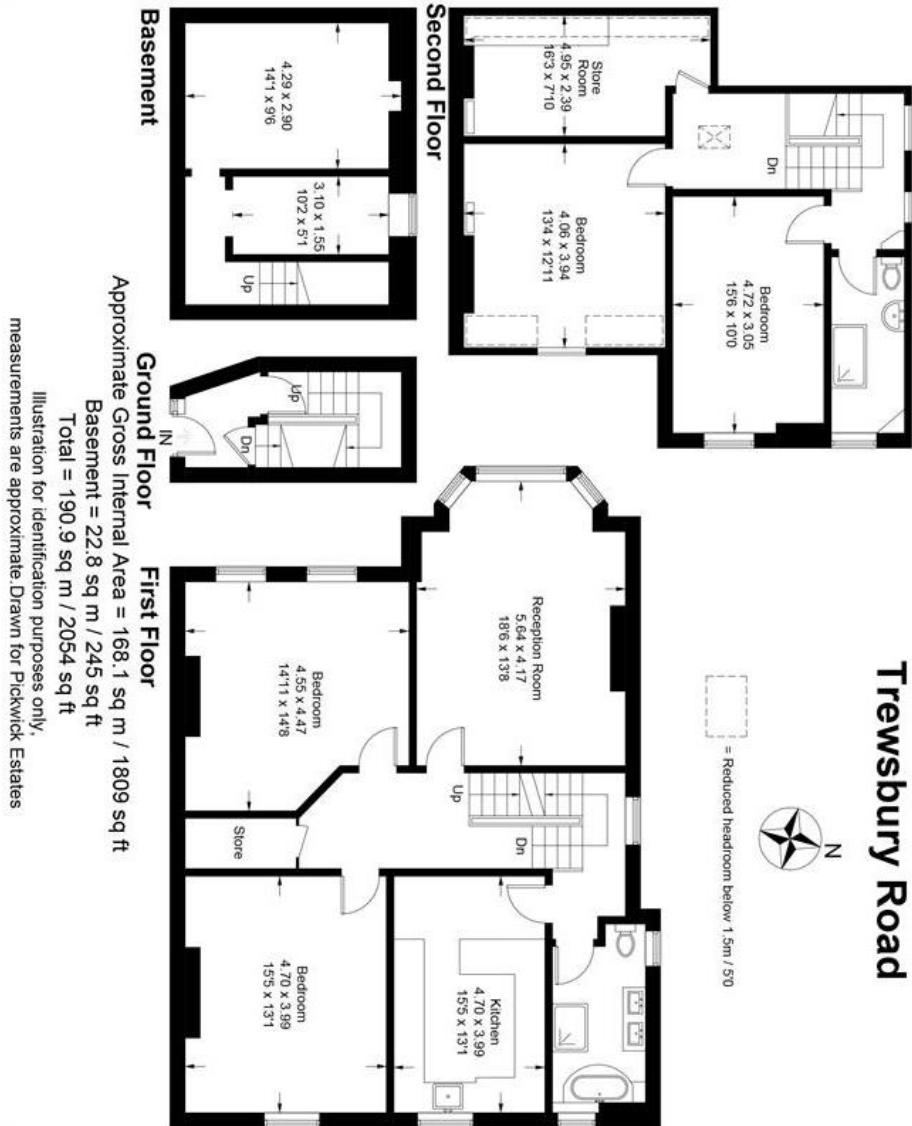 Trewsbury Road
N
= Reduced headroom below 1.5m / 5'0
Dn
Store
Room
4.95 x 2.39
16'3 x 7'10
Bedroom
4.06 x 3.94
13'4 x 12'11
Bedroom
4.72 x 3.05
15'6 x 10'0
Second Floor
4.29 x 2.90
14'1 x 9'6
3.10 x 1.55
10'2 x 5'1
Up
Basement
Up
Dn
IN
Ground Floor
Reception Room
5.64 x 4.17
18'6 x 13'8
Up
Dn
Bedroom
4.55 x 4.47
14'11 x 14'8
Store
Kitchen
4.70 x 3.99
15'5 x 13'1
Bedroom
4.70 x 3.99
15'5 x 13'1
First Floor
Approximate Gross Internal Area = 168.1 sq m / 1809 sq ft
Basement = 22.8 sq m / 245 sq ft
Total = 190.9 sq m / 2054 sq ft
Illustration for identification purposes only,
measurements are approximate.Drawn for Pickwick Estates